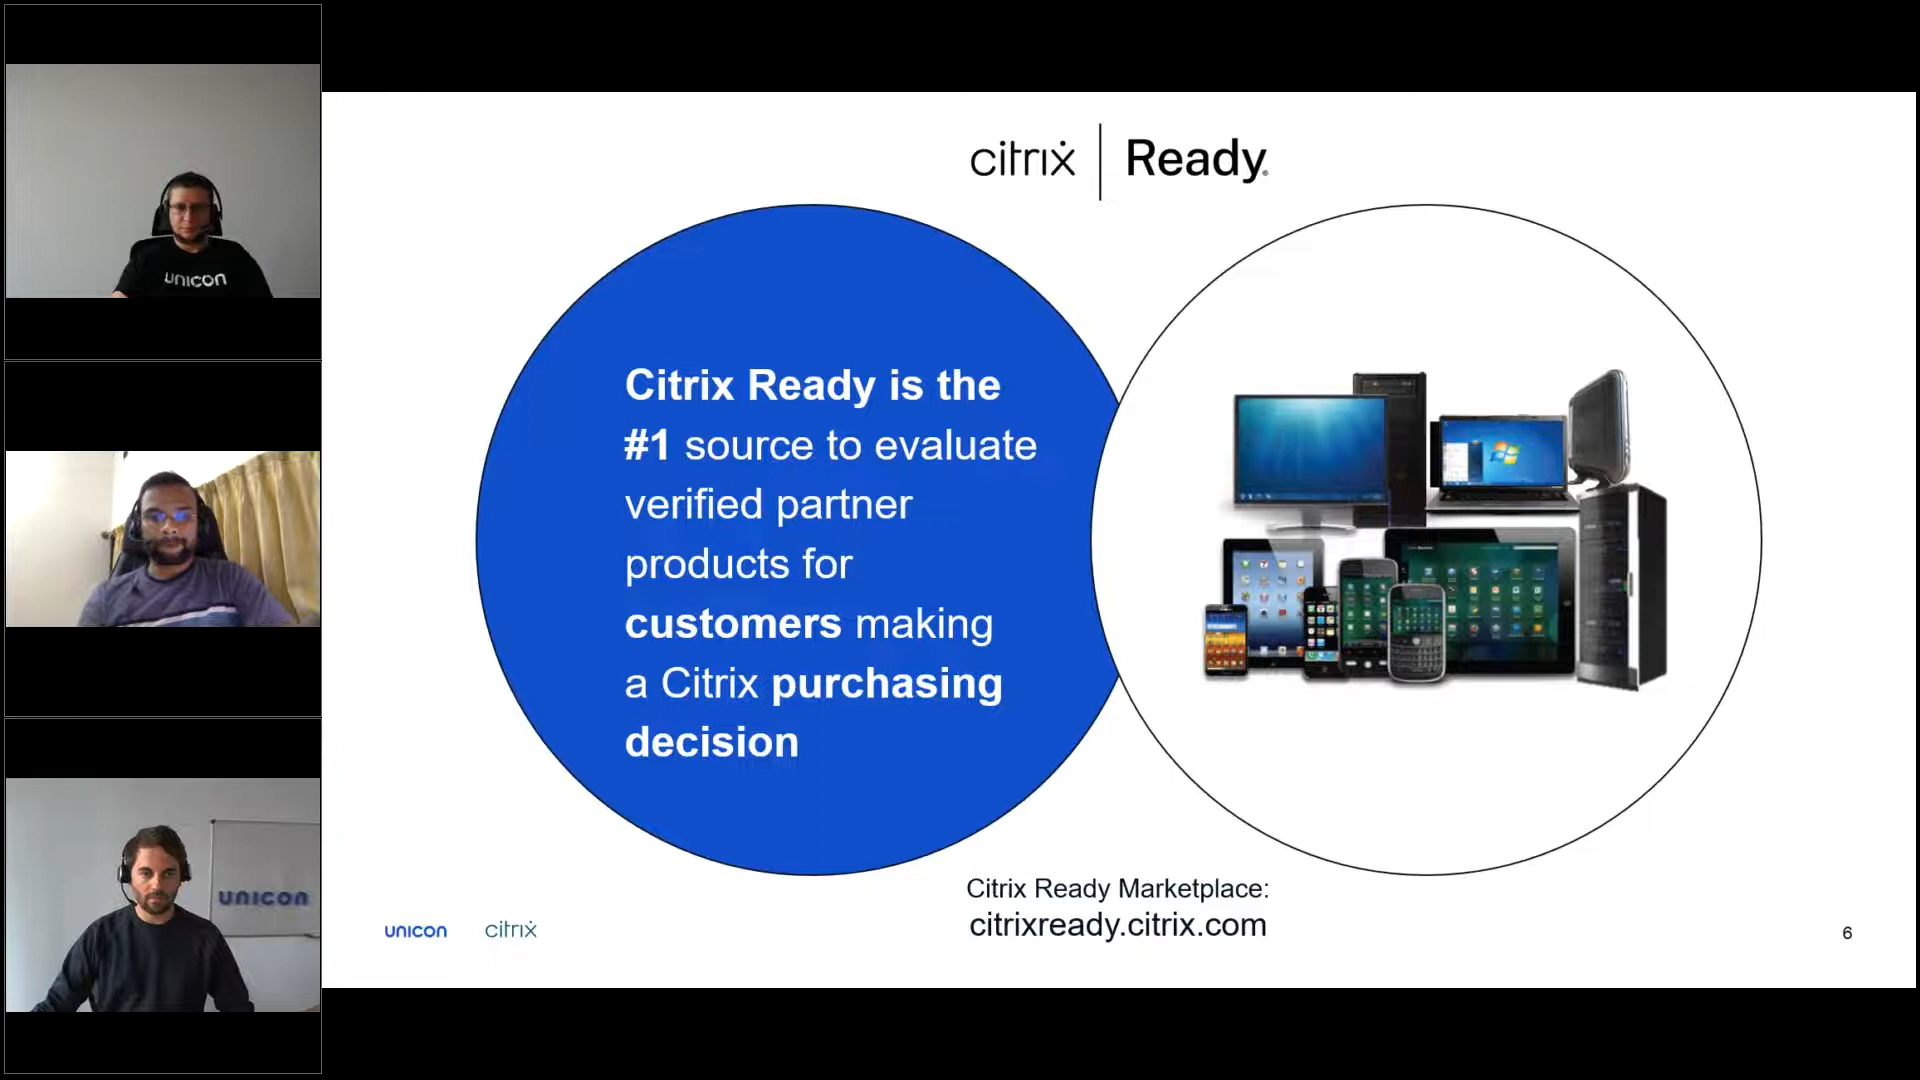 unicon
unicon
citrix
Ready
Citrix Ready is the
#1 source to evaluate
verified partner
products for
customers making
a Citrix purchasing
decision
Citrix Ready Marketplace:
citrixready.citrix.com
unicon
citrix
6